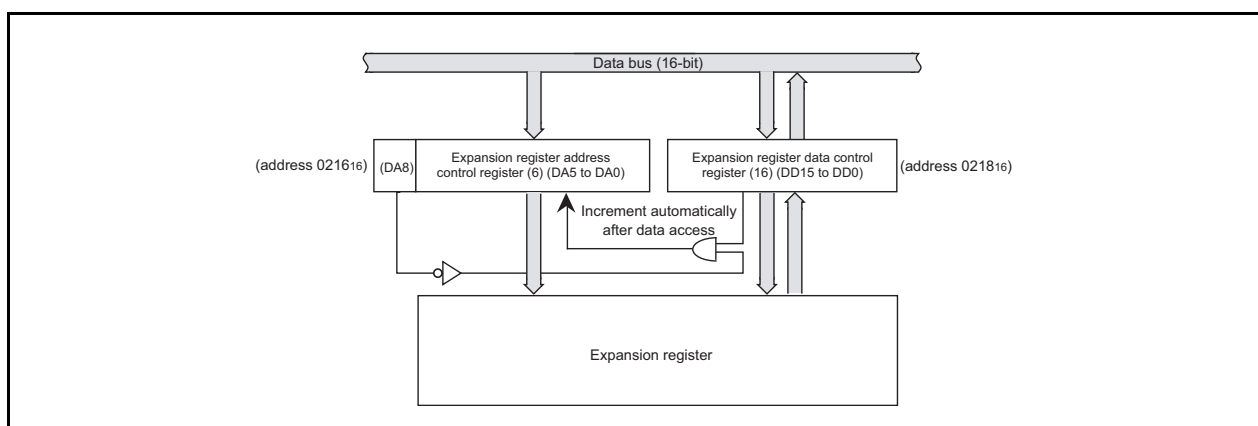 Data bus (16-bit)
(address 021616)
(DA8)
Expansion register address
control register (6) (DA5 to DA0)
Expansion register data control
register (16) (DD15 to DD0)
(address 021816)
Increment automatically
after data access
Expansion register